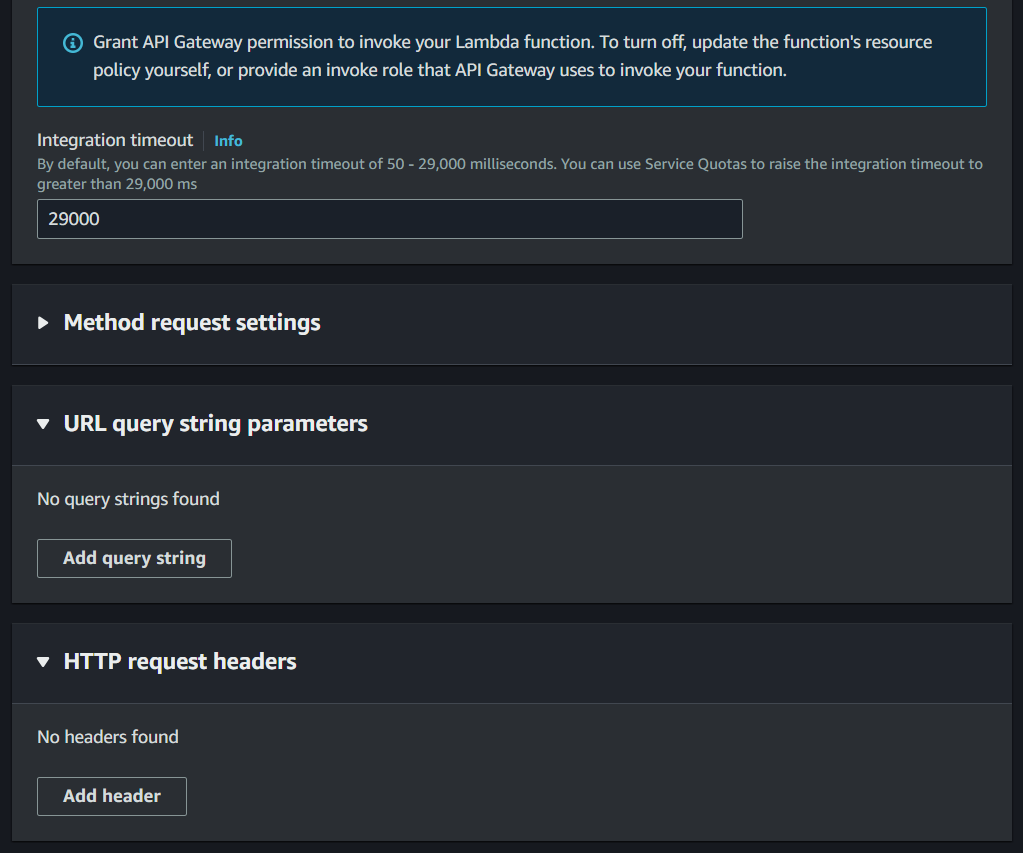 Grant API Gateway permission to invoke your Lambda function. To turn off, update the function's resource
policy yourself, or provide an invoke role that API Gateway uses to invoke your function.
Integration timeout Info
By default, you can enter an integration timeout of 50 - 29,000 milliseconds. You can use Service Quotas to raise the integration timeout to
greater than 29,000 ms
29000
Method request settings
URL query string parameters
No query strings found
Add query string
HTTP request headers
No headers found
Add header